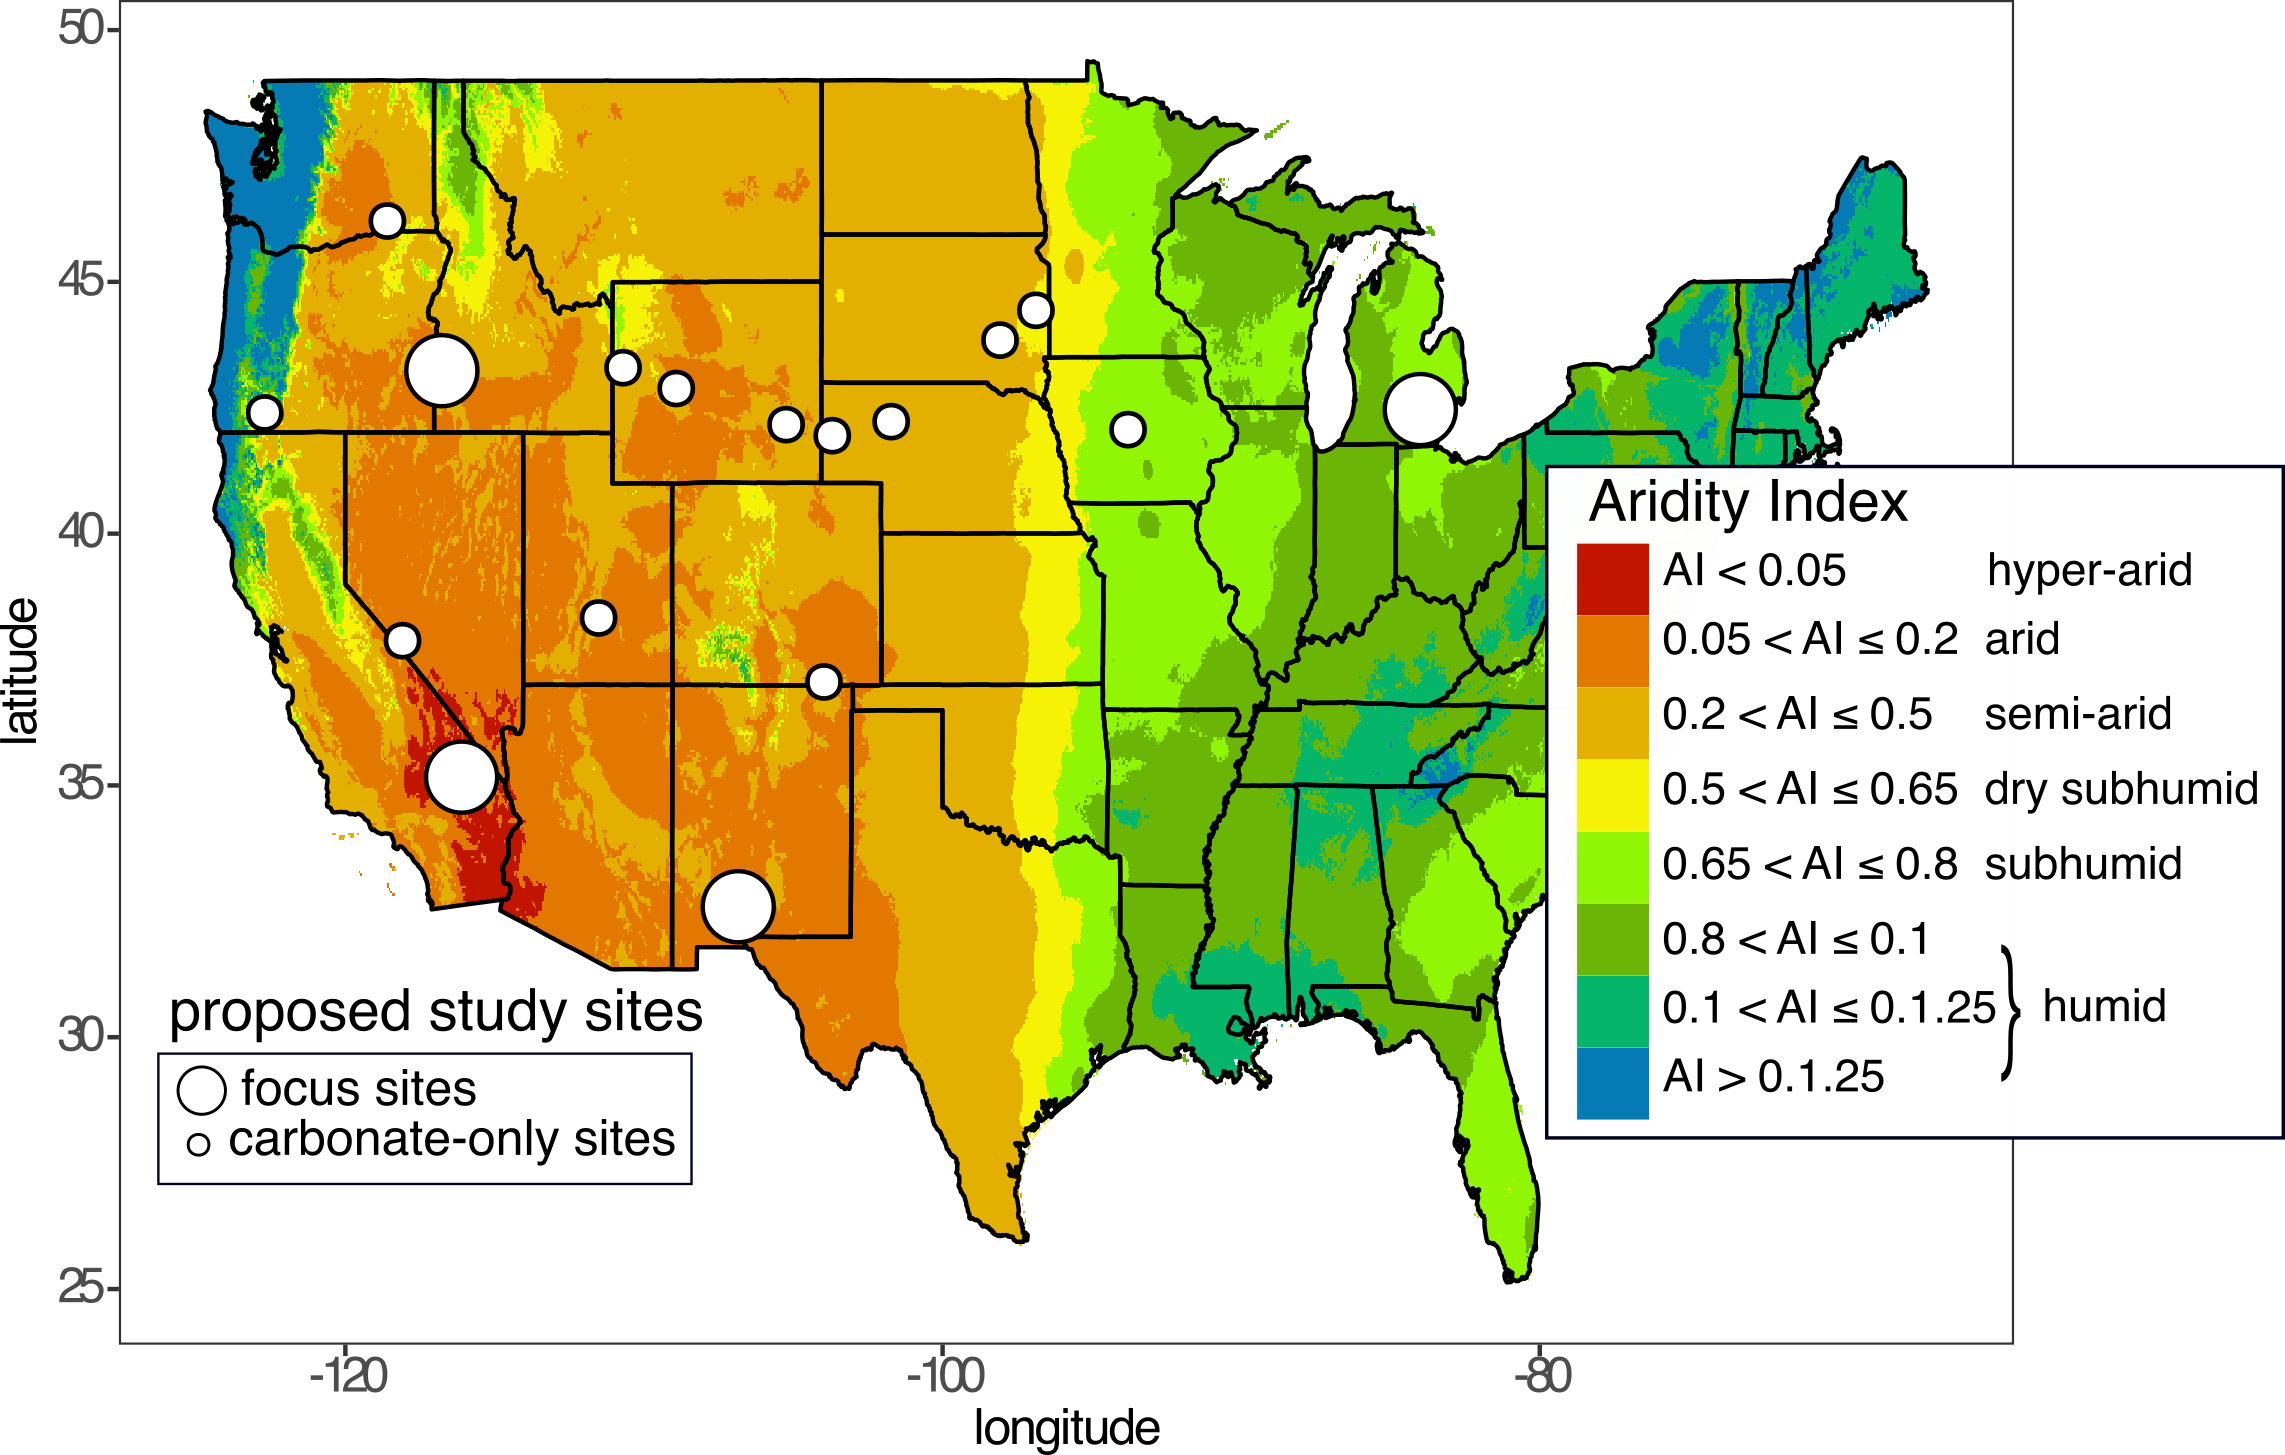 50
45
40
35
30
25
latitude
-120
-100
-80
longitude
proposed study sites
focus sites
carbonate-only sites
Aridity Index
AI < 0.05 hyper-arid
0.05 < AI ≤ 0.2 arid
0.2 < AI ≤ 0.5 semi-arid
0.5 < AI ≤ 0.65 dry subhumid
0.65 < AI ≤ 0.8 subhumid
0.8 < AI ≤ 0.1
0.1 < AI ≤ 0.1.25 humid
AI > 0.1.25